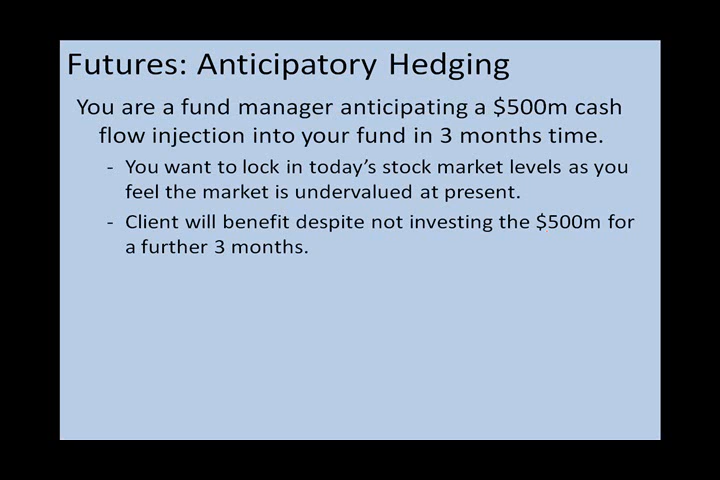 Futures: Anticipatory Hedging
You are a fund manager anticipating a $500m cash
flow injection into your fund in 3 months time.
- You want to lock in today’s stock market levels as you
feel the market is undervalued at present.
- Client will benefit despite not investing the $500m for
a further 3 months.